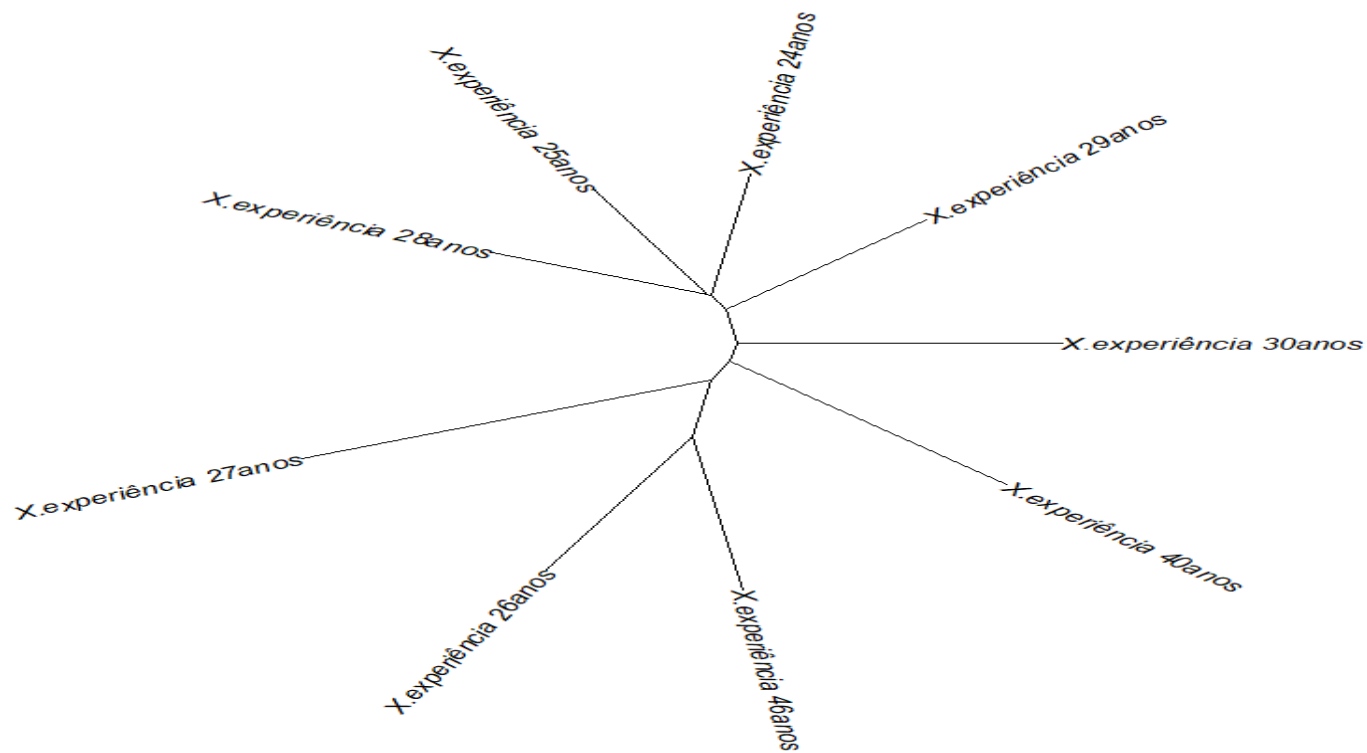 X.experiência 24anos
X.experiência 25anos
X.experiência 29anos
X.experiência 28anos
X.experiência 30anos
X.experiência 27anos
X.experiência 40anos
X.experiência 26anos
X.experiência 46anos